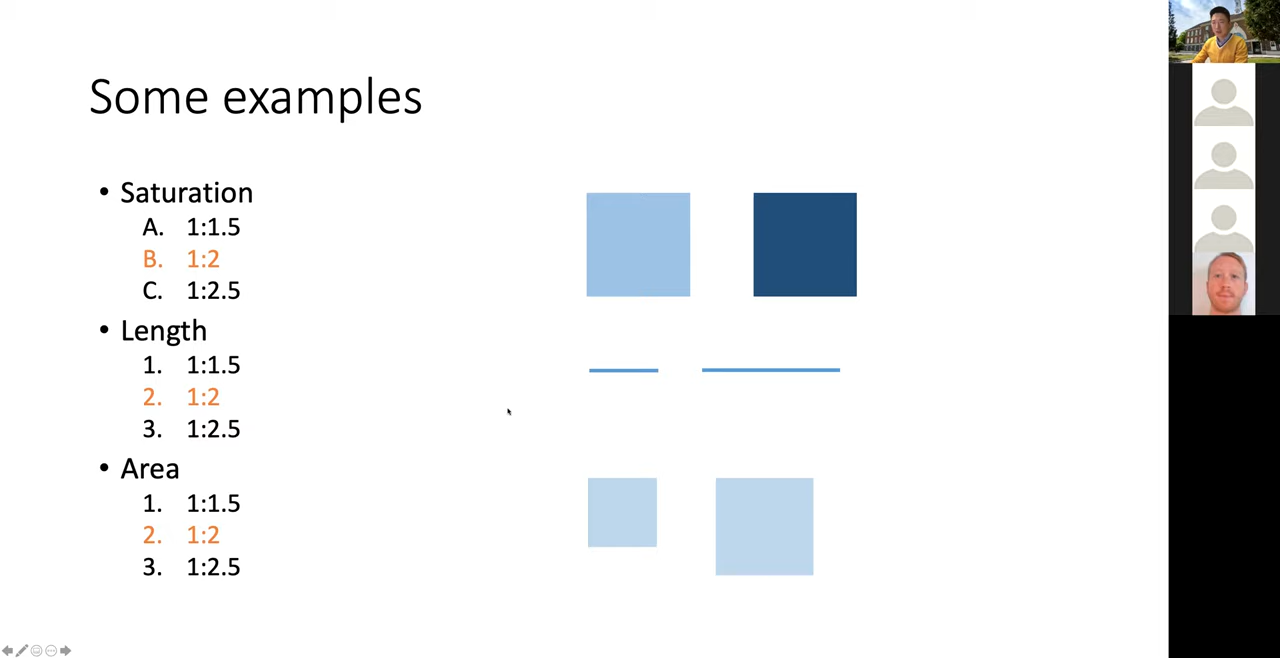 Some examples
• Saturation
A. 1:1.5
B. 1:2
C. 1:2.5
• Length
1. 1:1.5
2. 1:2
3. 1:2.5
• Area
1. 1:1.5
2. 1:2
3. 1:2.5